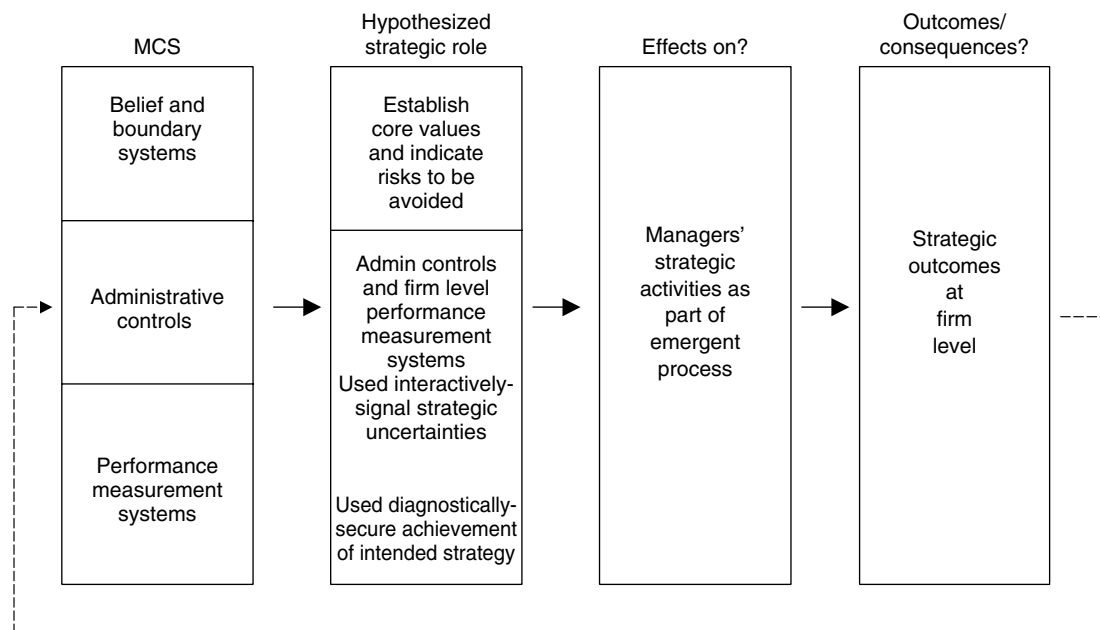 MCS
Belief and
boundary
systems
Administrative
controls
Performance
measurement
systems
Hypothesized
strategic role
Establish
core values
and indicate
risks to be
avoided
Admin controls
and firm level
performance
measurement
systems
Used interactively-
signal strategic
uncertainties
Used diagnostically-
secure achievement
of intended strategy
Effects on?
Managers’
strategic
activities as
part of
emergent
process
Outcomes/
consequences?
Strategic
outcomes
at
firm
level